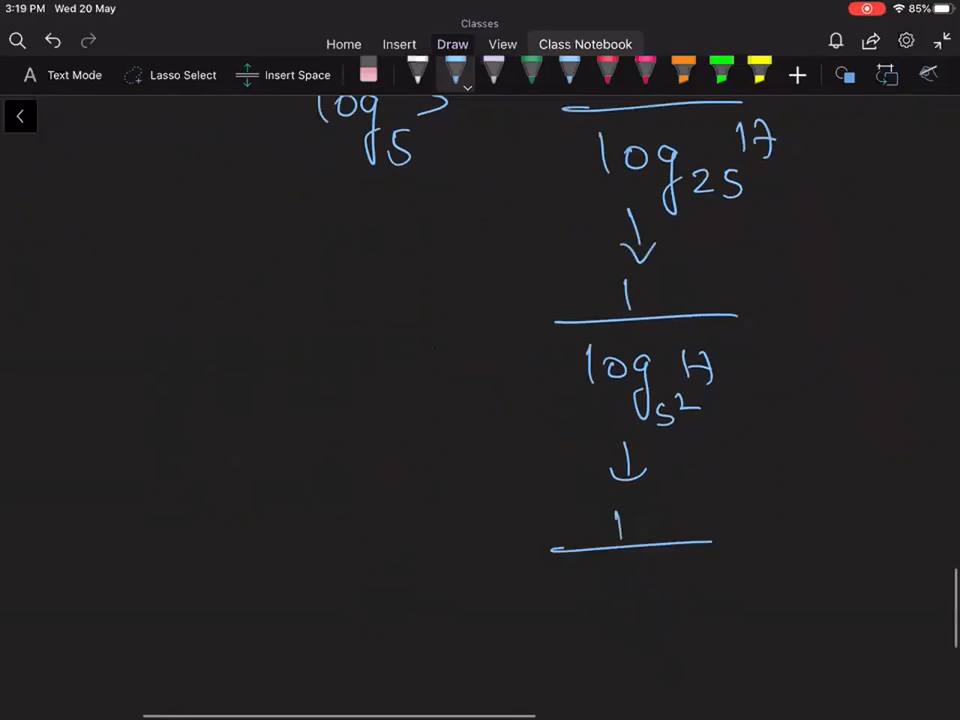 3:19 PM Wed 20 May 85%
Classes
Home Insert Draw View Class Notebook
A Text Mode Lasso Select Insert Space
log 5
log 25 17
1
log 5² 17
1